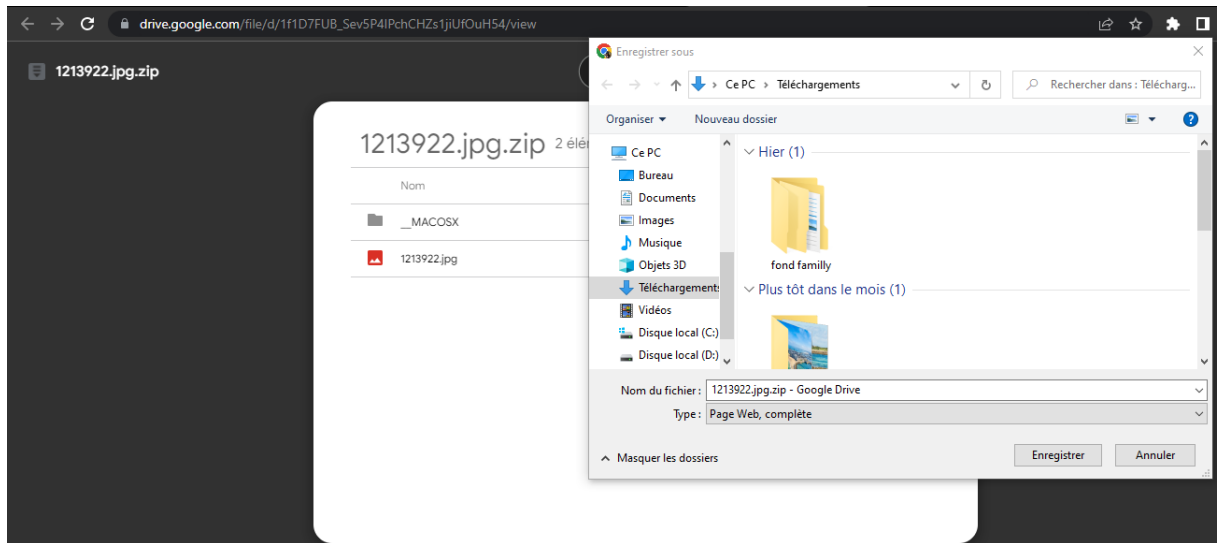 drive.google.com/file/d/1f1D7FUB_Sev5P4IPchCHZs1jiUfOuH54/view
1213922.jpg.zip
1213922.jpg.zip 2 élé
Nom
__MACOSX
1213922.jpg
Enregistrer sous
Ce PC > Téléchargements
Rechercher dans : Télécharg...
Organiser
Nouveau dossier
Ce PC
Bureau
Documents
Images
Musique
Objets 3D
Téléchargements
Vidéos
Disque local (C:)
Disque local (D:)
Hier (1)
fond familly
Plus tôt dans le mois (1)
Nom du fichier : 1213922.jpg.zip - Google Drive
Type : Page Web, complète
Masquer les dossiers
Enregistrer
Annuler